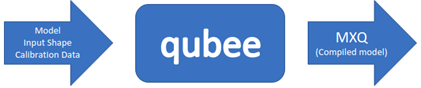 Model
Input Shape
Calibration Data
qubee
MXQ
(Compiled model)